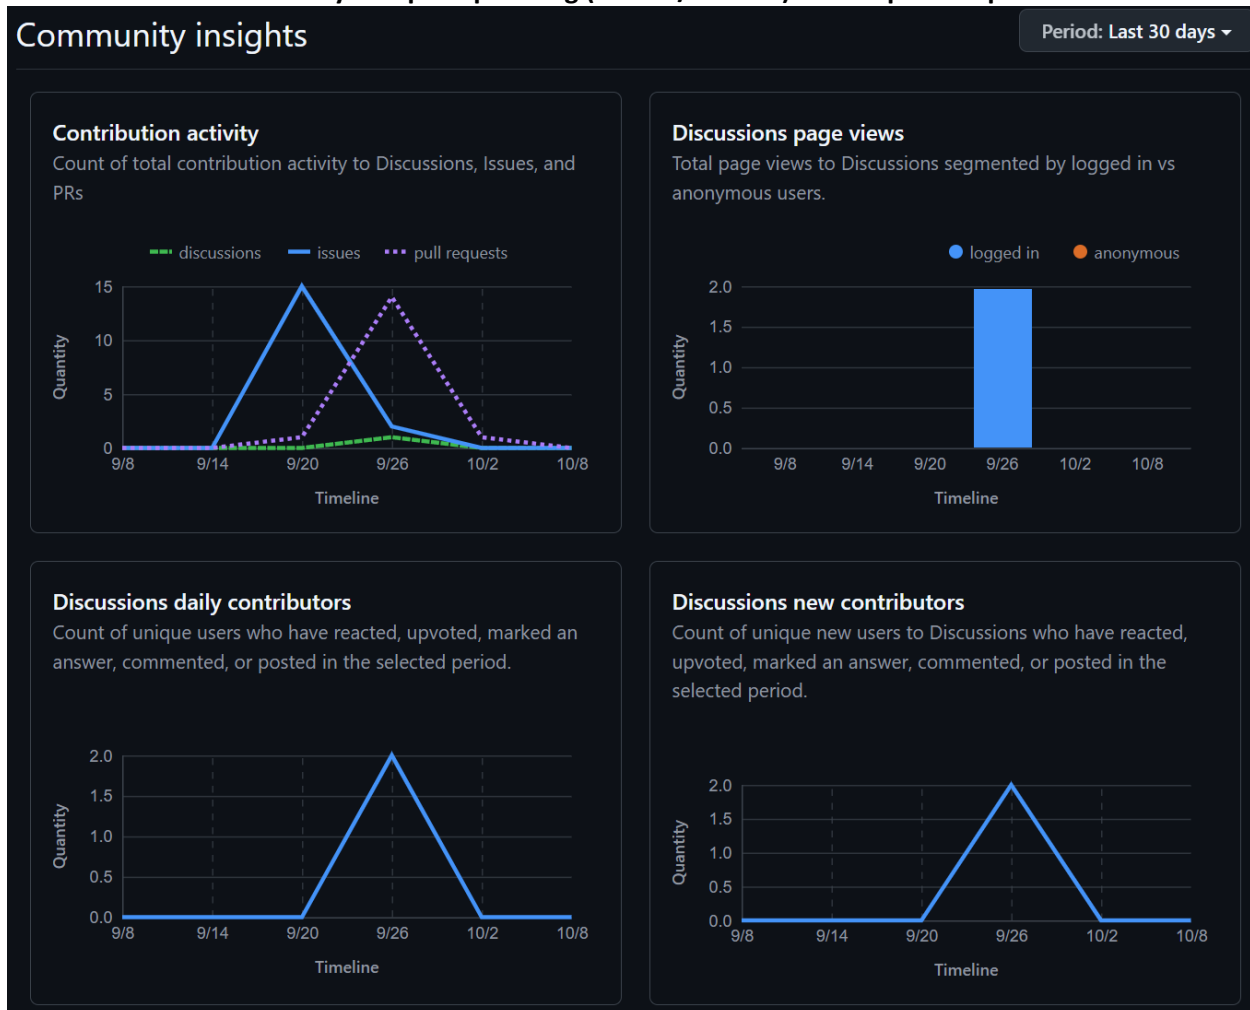 Community insights
Period: Last 30 days
Contribution activity
Count of total contribution activity to Discussions, Issues, and
PRs
discussions issues pull requests
15
10
5
0
Quantity
9/8 9/14 9/20 9/26 10/2 10/8
Timeline
Discussions page views
Total page views to Discussions segmented by logged in vs
anonymous users.
logged in anonymous
2.0
1.5
1.0
0.5
0.0
Quantity
9/8 9/14 9/20 9/26 10/2 10/8
Timeline
Discussions daily contributors
Count of unique users who have reacted, upvoted, marked an
answer, commented, or posted in the selected period.
2.0
1.5
1.0
0.5
0.0
Quantity
9/8 9/14 9/20 9/26 10/2 10/8
Timeline
Discussions new contributors
Count of unique new users to Discussions who have reacted,
upvoted, marked an answer, commented, or posted in the
selected period.
2.0
1.5
1.0
0.5
0.0
Quantity
9/8 9/14 9/20 9/26 10/2 10/8
Timeline